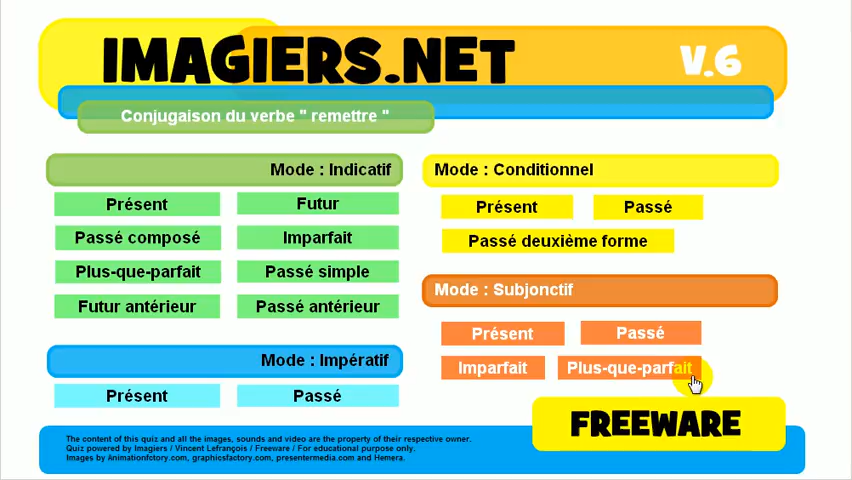 IMAGIERS.NET
V.6
Conjugaison du verbe " remettre "
Mode : Indicatif
Présent
Futur
Passé composé
Imparfait
Plus-que-parfait
Passé simple
Futur antérieur
Passé antérieur
Mode : Impératif
Présent
Passé
Mode : Conditionnel
Présent
Passé
Passé deuxième forme
Mode : Subjonctif
Présent
Passé
Imparfait
Plus-que-parfait
FREEWARE
The content of this quiz and all the images, sounds and video are the property of their respective owner.
Quiz powered by Imagiers / Vincent Lefrançois / Freeware / For educational purpose only.
Images by Animationfctory.com, graphicsfactory.com, presentermedia.com and Hemera.